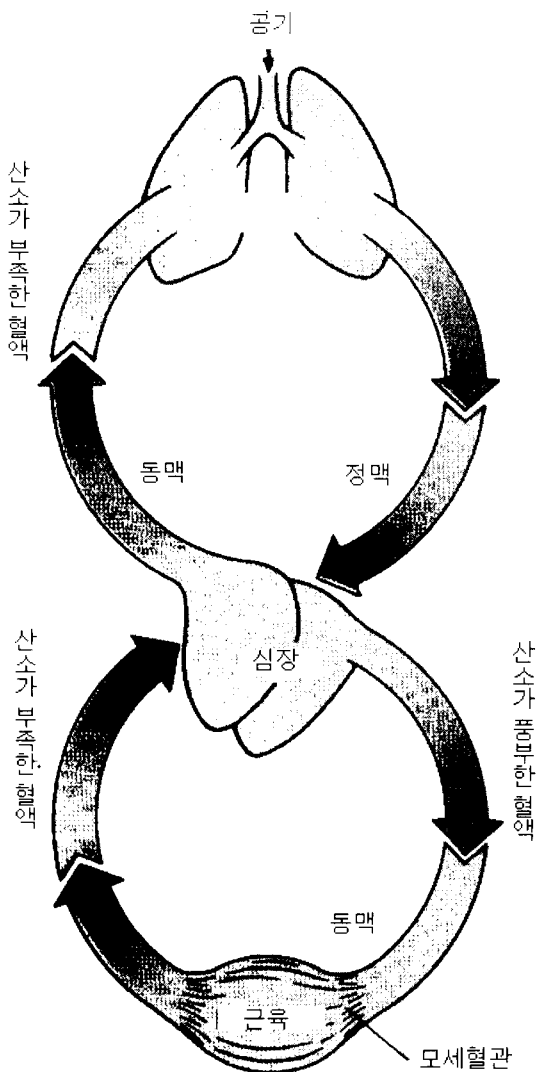 공기
산소가 부족한 혈액
동맥
정맥
심장
산소가 부족한 혈액
산소가 풍부한 혈액
동맥
근육
모세혈관